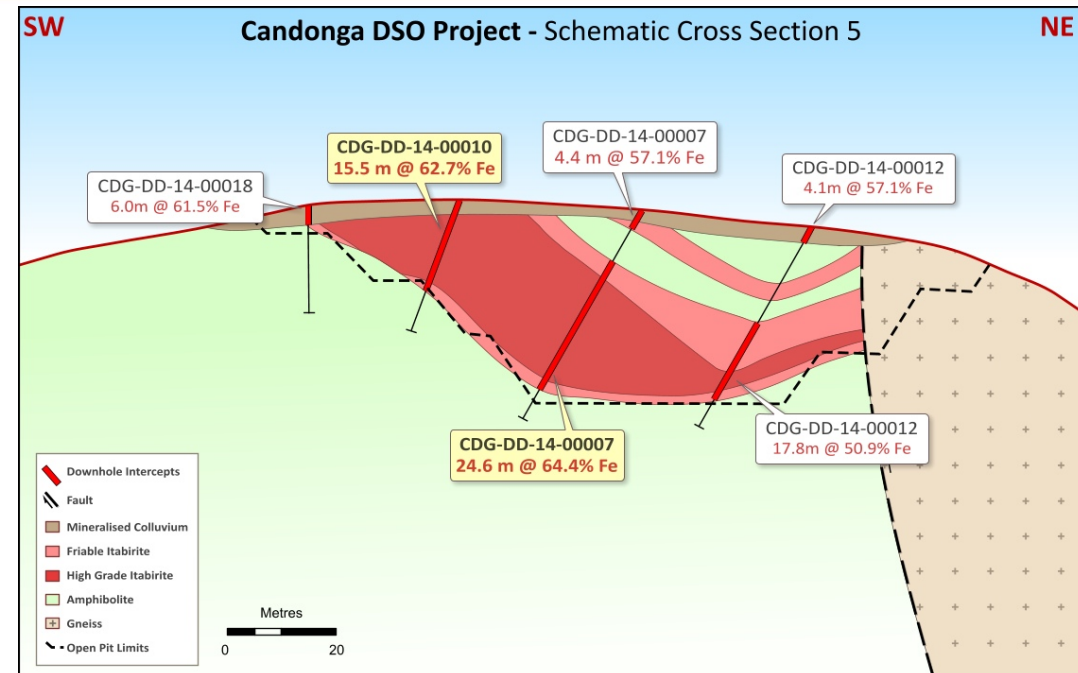 SW
Candonga DSO Project - Schematic Cross Section 5
NE
CDG-DD-14-00018
6.0m @ 61.5% Fe
CDG-DD-14-00010
15.5 m @ 62.7% Fe
CDG-DD-14-00007
4.4 m @ 57.1% Fe
CDG-DD-14-00012
4.1m @ 57.1% Fe
CDG-DD-14-00007
24.6 m @ 64.4% Fe
CDG-DD-14-00012
17.8m @ 50.9% Fe
Downhole Intercepts
Fault
Mineralised Colluvium
Friable Itabirite
High Grade Itabirite
Amphibolite
Gneiss
Open Pit Limits
Metres
0 20